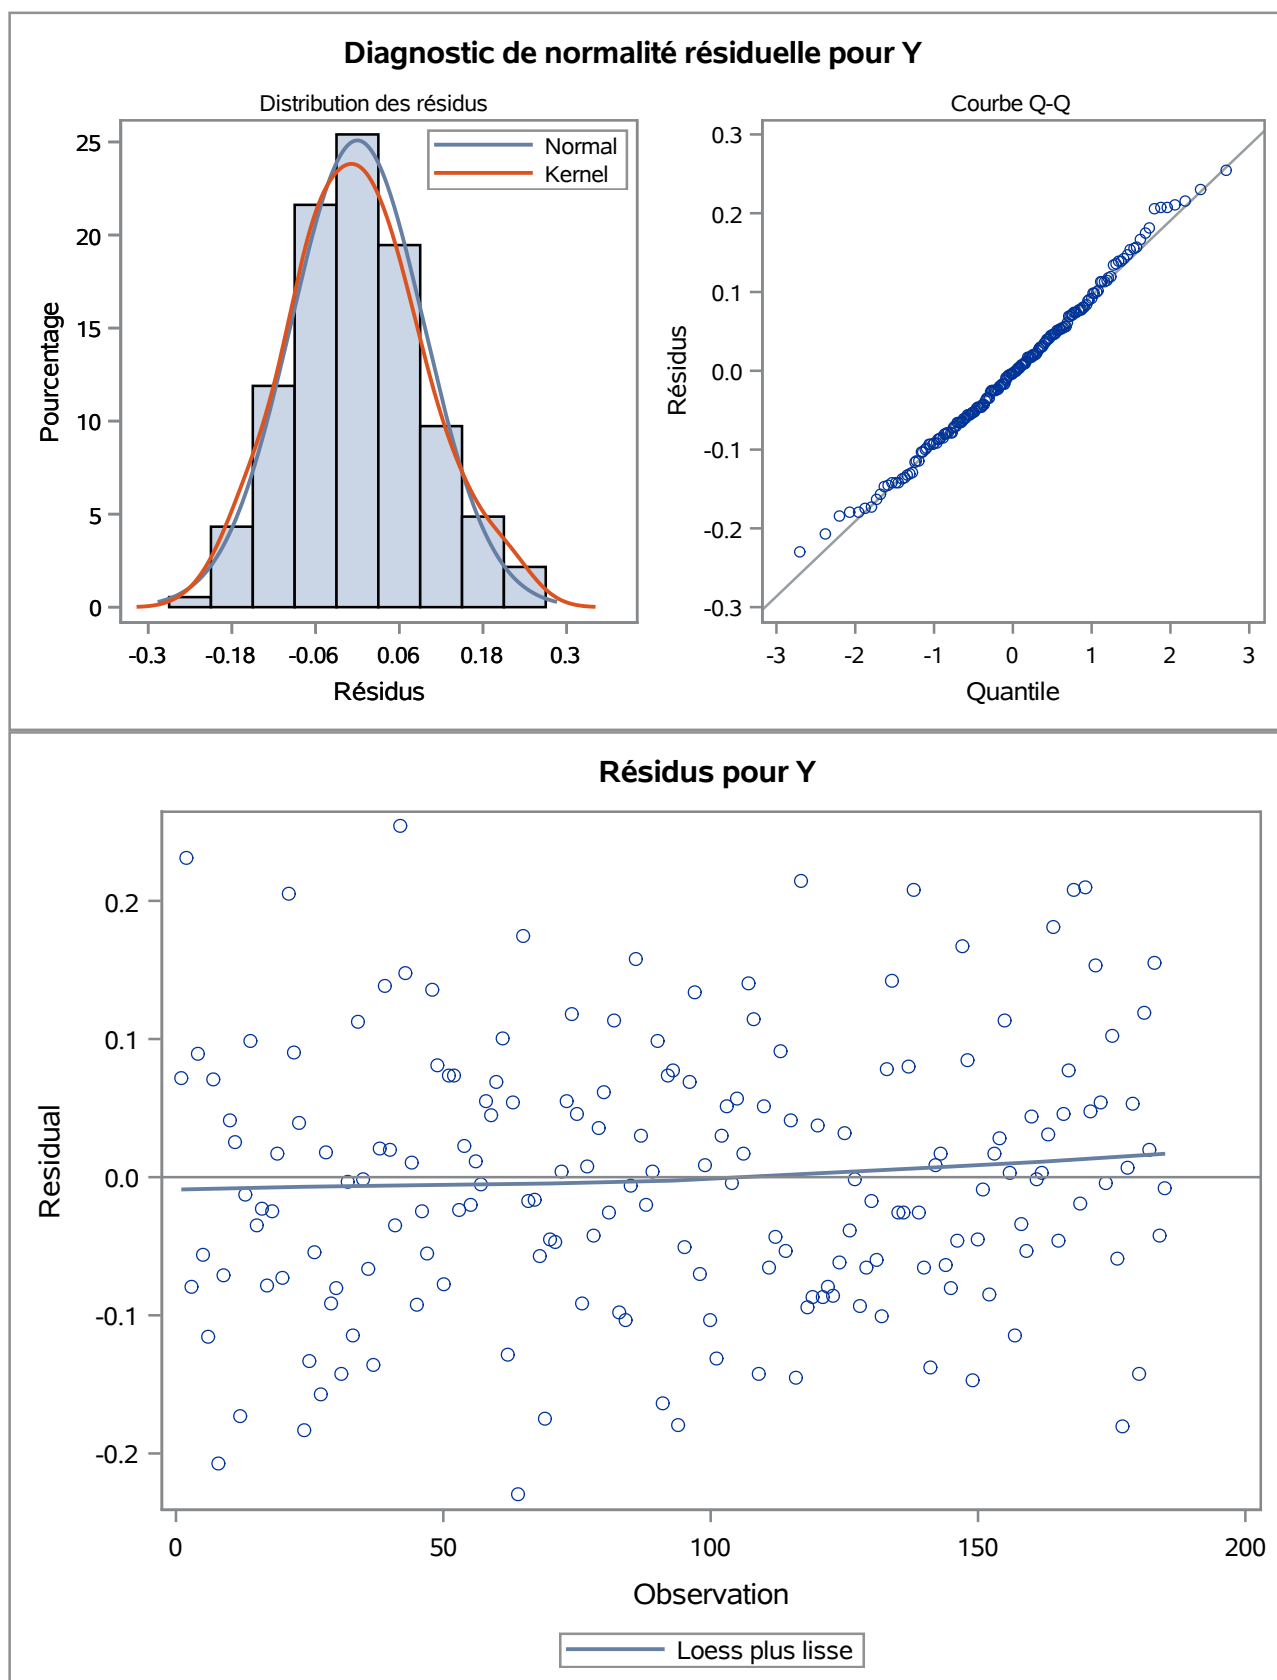 Diagnostic de normalité résiduelle pour Y
Distribution des résidus
Pourcentage
25
20
15
10
5
0
Normal
Kernel
-0.3 -0.18 -0.06 0.06 0.18 0.3
Résidus
Courbe Q-Q
Résidus
0.3
0.2
0.1
0.0
-0.1
-0.2
-0.3
-3 -2 -1 0 1 2 3
Quantile
Résidus pour Y
Residual
0.2
0.1
0.0
-0.1
-0.2
0 50 100 150 200
Observation
Loess plus lisse